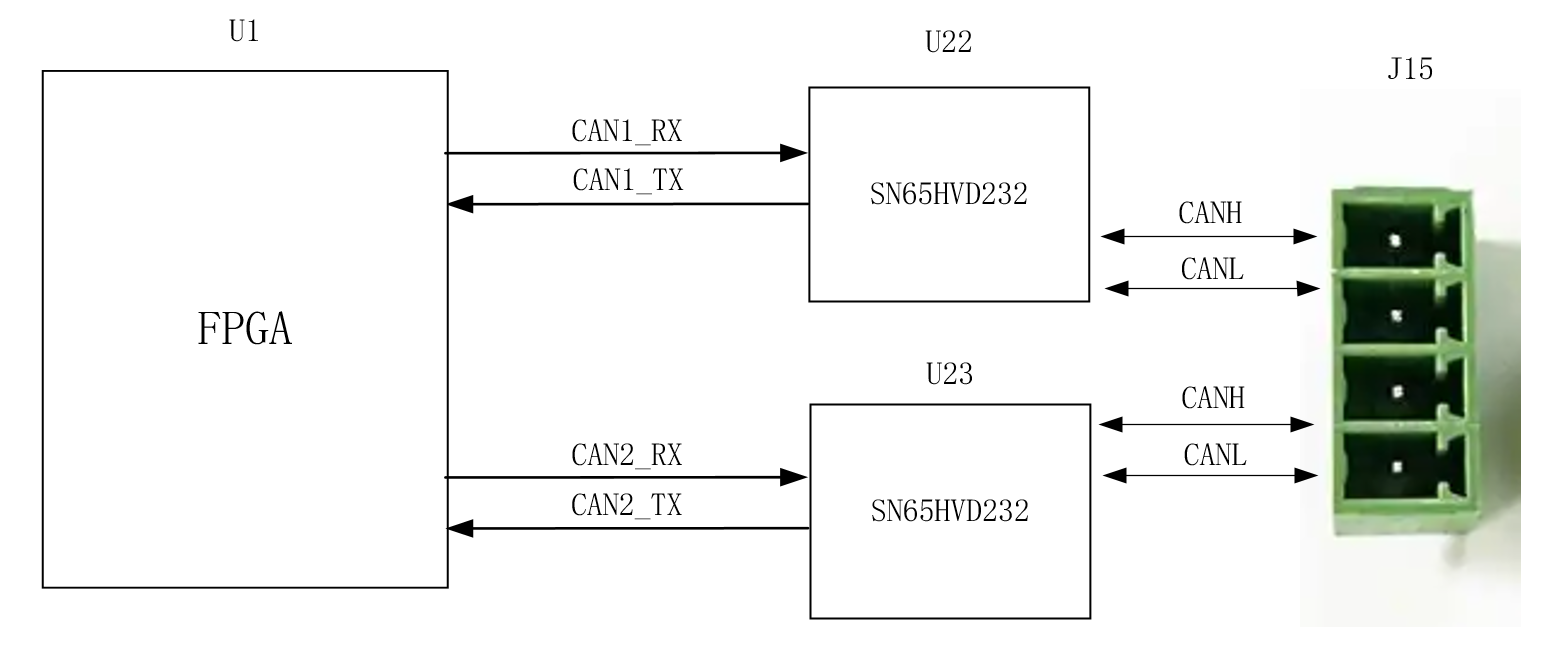 U1
U22
J15
CAN1_RX
CAN1_TX
SN65HVD232
CANH
CANL
FPGA
U23
CANH
CAN2_RX
CANL
CAN2_TX
SN65HVD232